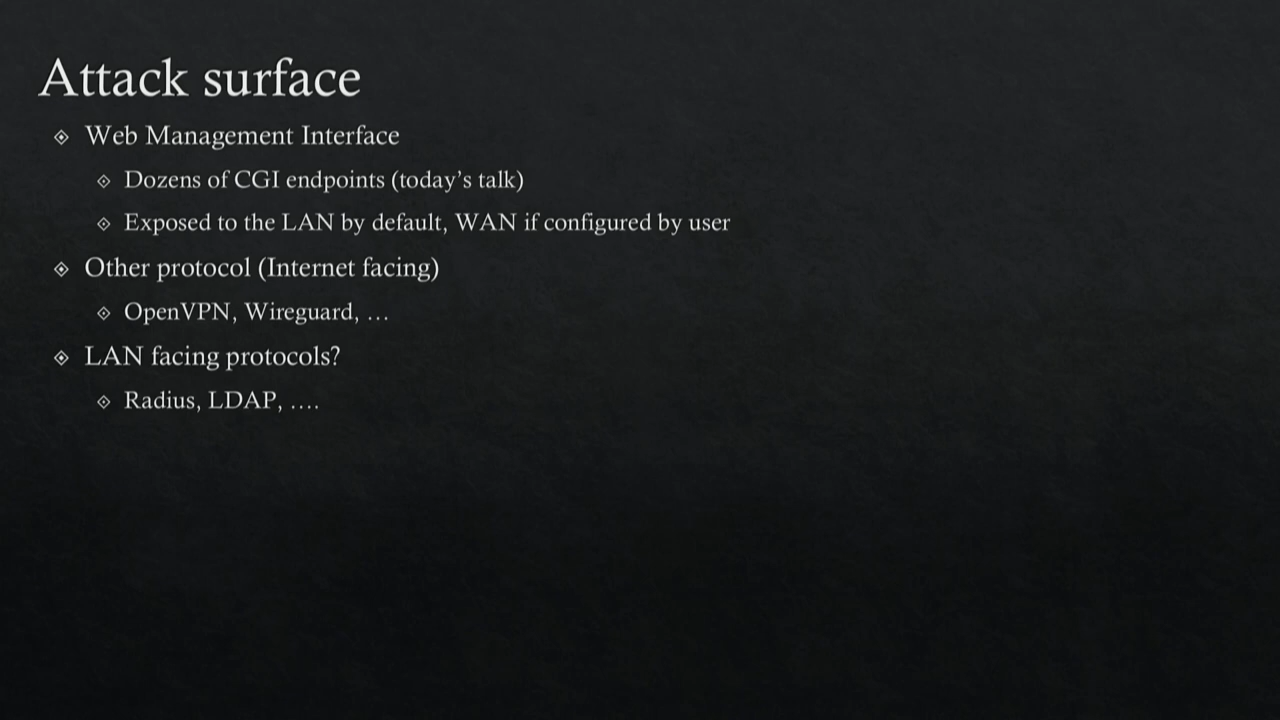 Attack surface
Web Management Interface
Dozens of CGI endpoints (today’s talk)
Exposed to the LAN by default, WAN if configured by user
Other protocol (Internet facing)
OpenVPN, Wireguard, …
LAN facing protocols?
Radius, LDAP, ….